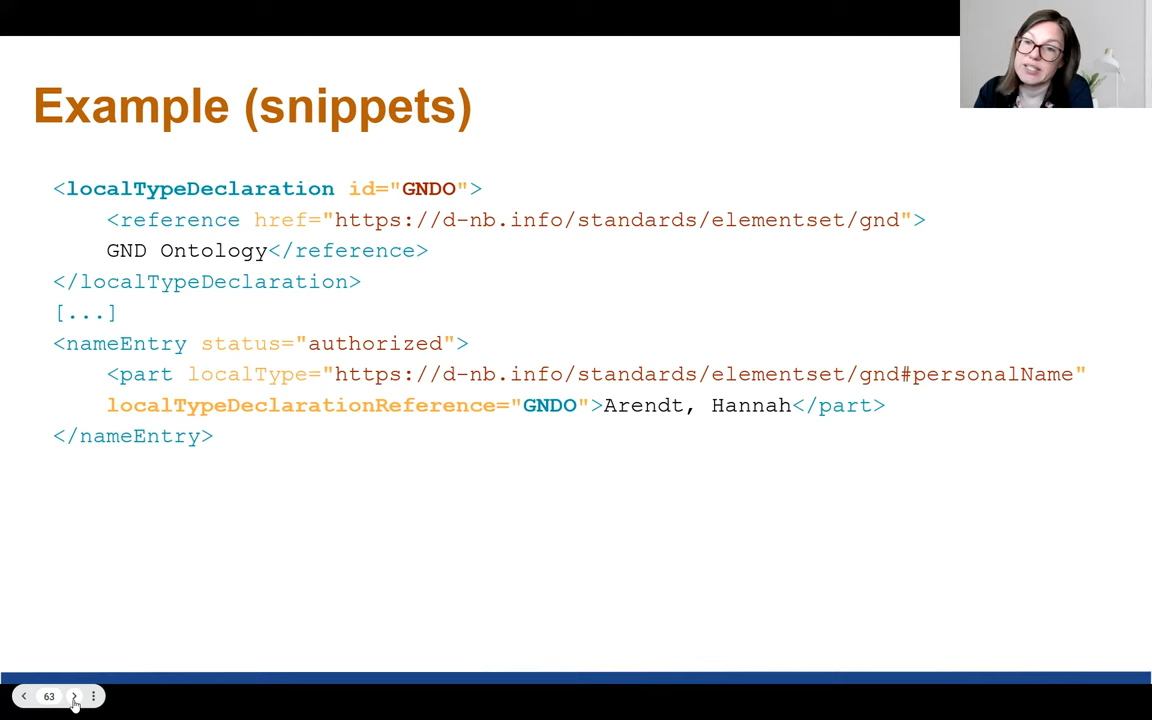 Example (snippets)
<localTypeDeclaration id="GNDO">
<reference href="https://d-nb.info/standards/elementset/gnd">
GND Ontology</reference>
</localTypeDeclaration>
[...]
<nameEntry status="authorized">
<part localType="https://d-nb.info/standards/elementset/gnd#personalName"
localTypeDeclarationReference="GNDO">Arendt, Hannah</part>
</nameEntry>
63